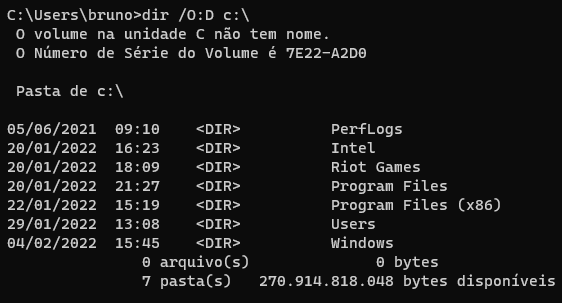 C:\Users\bruno>dir /O:D c:\
O volume na unidade C não tem nome.
O Número de Série do Volume é 7E22-A2D0
Pasta de c:\
05/06/2021  09:10    <DIR>          PerfLogs
20/01/2022  16:23    <DIR>          Intel
20/01/2022  18:09    <DIR>          Riot Games
20/01/2022  21:27    <DIR>          Program Files
22/01/2022  15:19    <DIR>          Program Files (x86)
29/01/2022  13:08    <DIR>          Users
04/02/2022  15:45    <DIR>          Windows
0 arquivo(s)              0 bytes
7 pasta(s)   270.914.818.048 bytes disponíveis